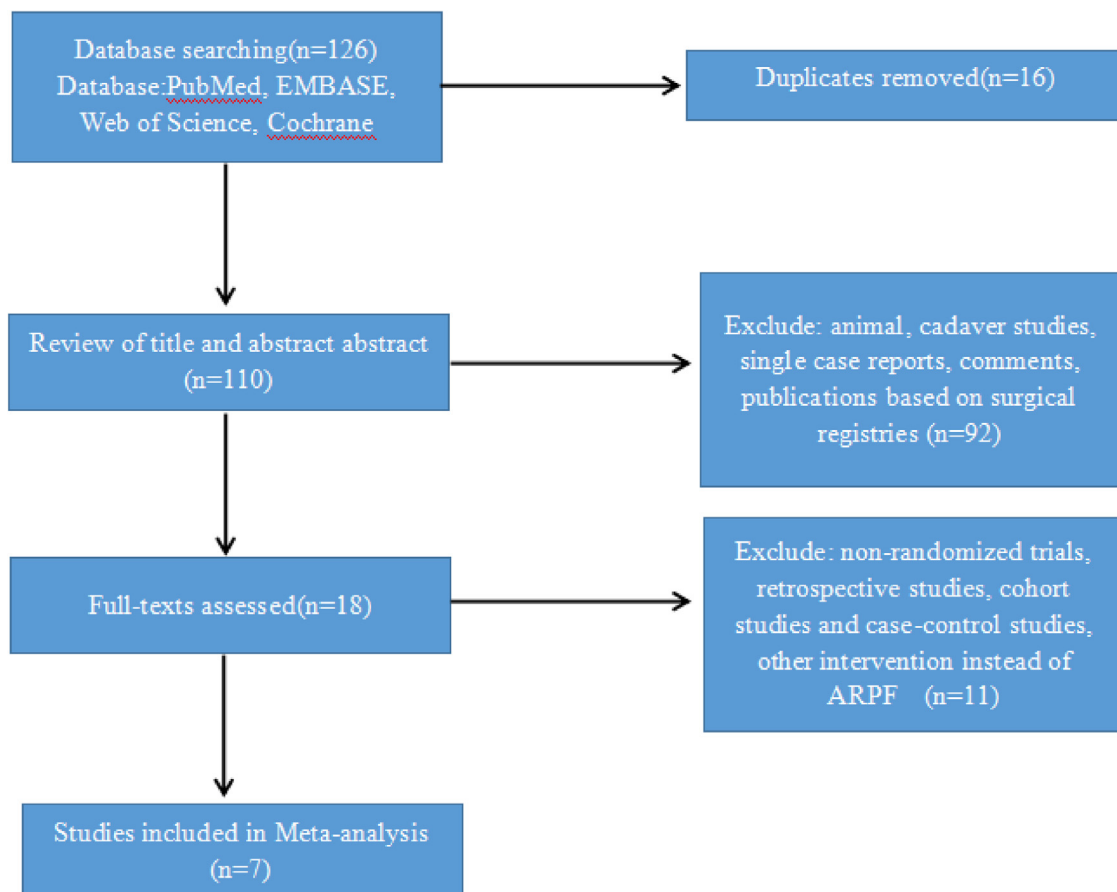 Database searching(n=126)
Database:PubMed, EMBASE,
Web of Science, Cochrane
Duplicates removed(n=16)
Review of title and abstract abstract
(n=110)
Exclude: animal, cadaver studies,
single case reports, comments,
publications based on surgical
registries (n=92)
Full-texts assessed(n=18)
Exclude: non-randomized trials,
retrospective studies, cohort
studies and case-control studies,
other intervention instead of
ARPF (n=11)
Studies included in Meta-analysis
(n=7)